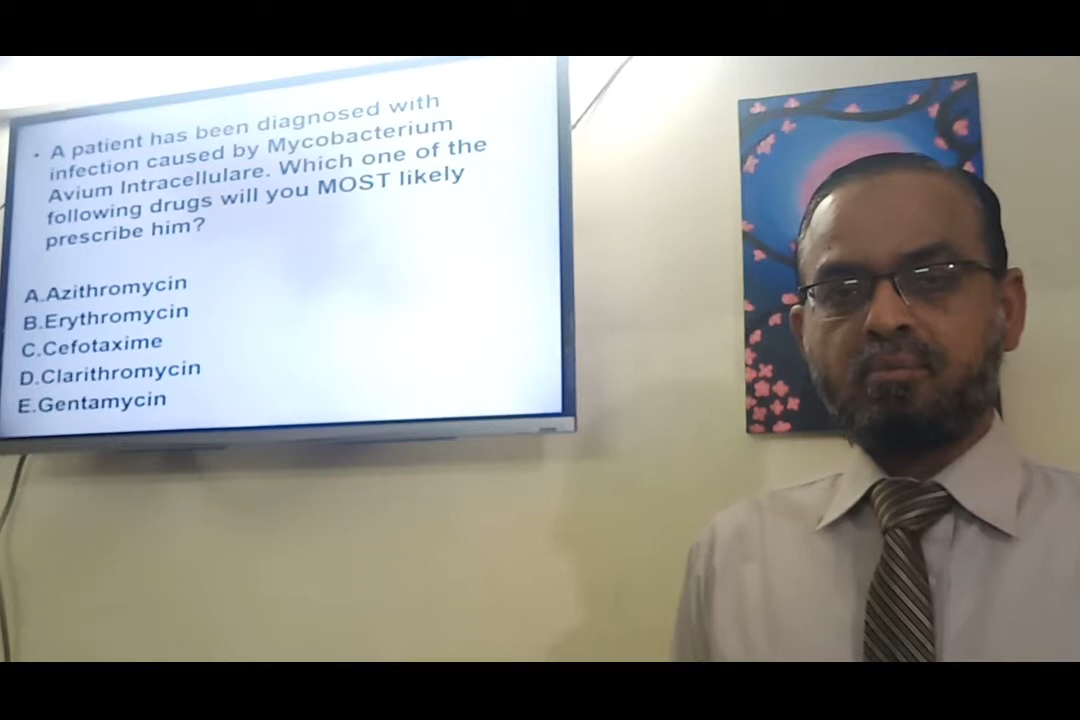 • A patient has been diagnosed with
infection caused by Mycobacterium
Avium Intracellulare. Which one of the
following drugs will you MOST likely
prescribe him?
A.Azithromycin
B.Erythromycin
C.Cefotaxime
D.Clarithromycin
E.Gentamycin